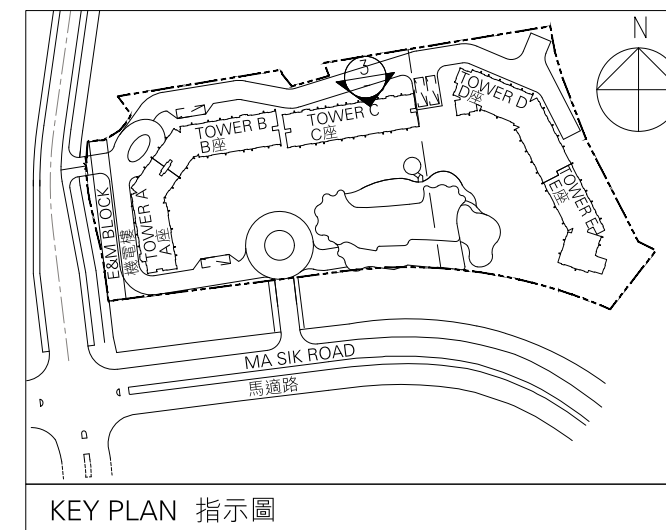 N
3
TOWER B
B座
TOWER C
C座
TOWER D
D座
TOWER E
E座
TOWER A
A座
E&M BLOCK
機電樓
MA SIK ROAD
馬適路
KEY PLAN 指示圖